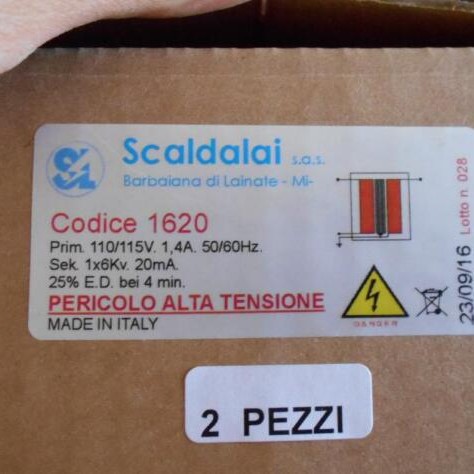 Scaldalai s.a.s.
Barbaiana di Lainate - Mi-
Codice 1620
Prim. 110/115V. 1,4A. 50/60Hz.
Sek. 1x6Kv. 20mA.
25% E.D. bei 4 min.
PERICOLO ALTA TENSIONE
MADE IN ITALY
DANGER
23/09/16 Lotto n. 028
2 PEZZI